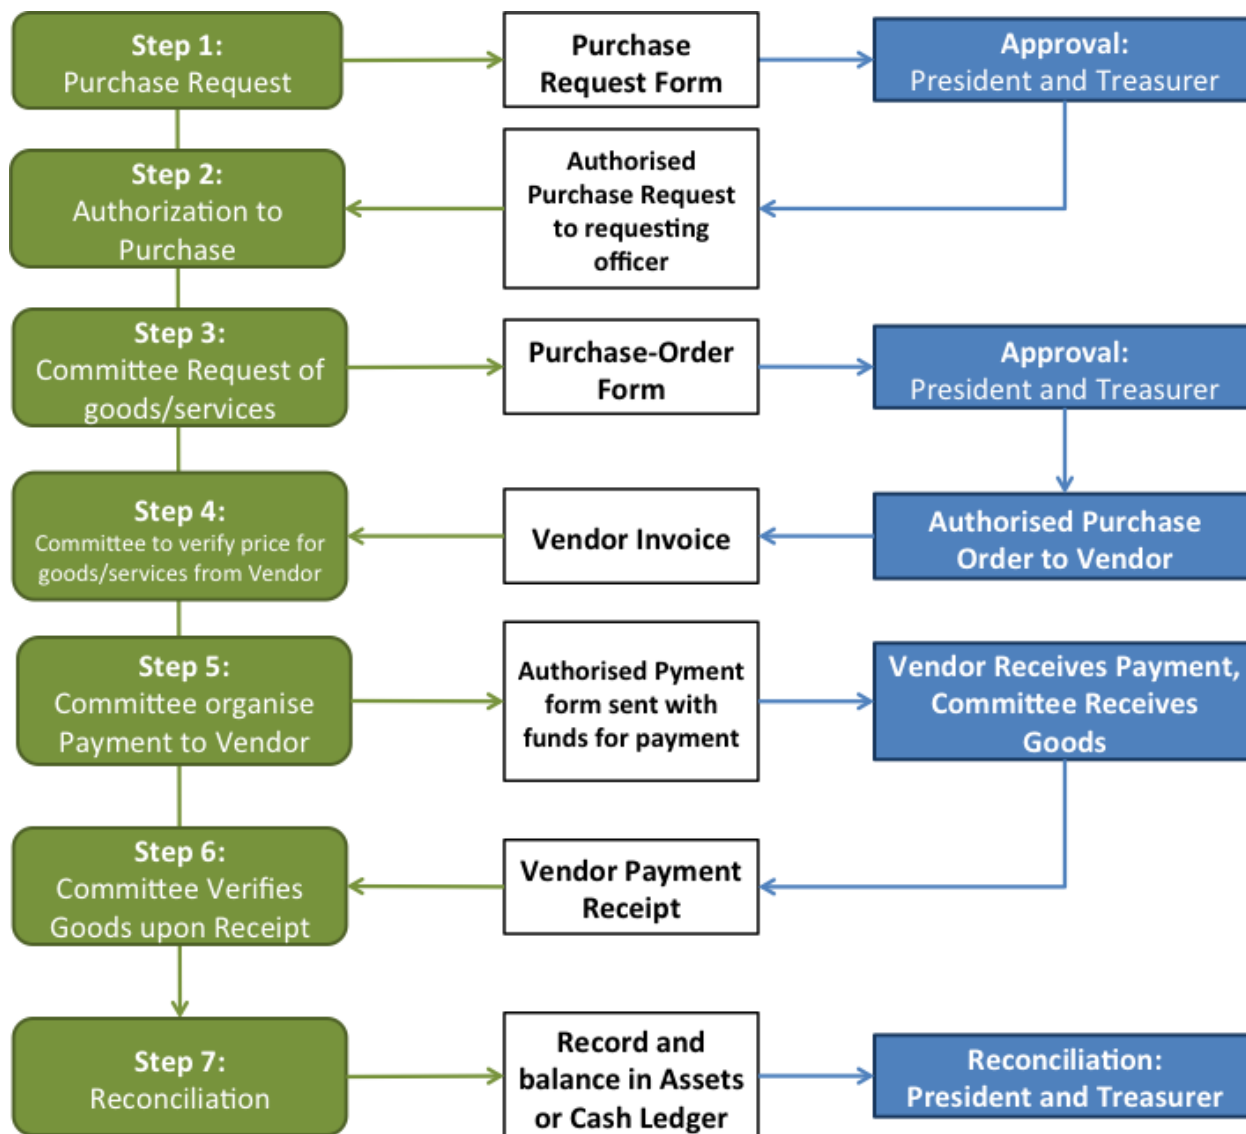 Step 1:
Purchase Request
Purchase
Request Form
Approval:
President and Treasurer
Step 2:
Authorization to
Purchase
Authorised
Purchase Request
to requesting
officer
Step 3:
Committee Request of
goods/services
Purchase-Order
Form
Approval:
President and Treasurer
Step 4:
Committee to verify price for
goods/services from Vendor
Vendor Invoice
Authorised Purchase
Order to Vendor
Step 5:
Committee organise
Payment to Vendor
Authorised Pyment
form sent with
funds for payment
Vendor Receives Payment,
Committee Receives
Goods
Step 6:
Committee Verifies
Goods upon Receipt
Vendor Payment
Receipt
Step 7:
Reconciliation
Record and
balance in Assets
or Cash Ledger
Reconciliation:
President and Treasurer